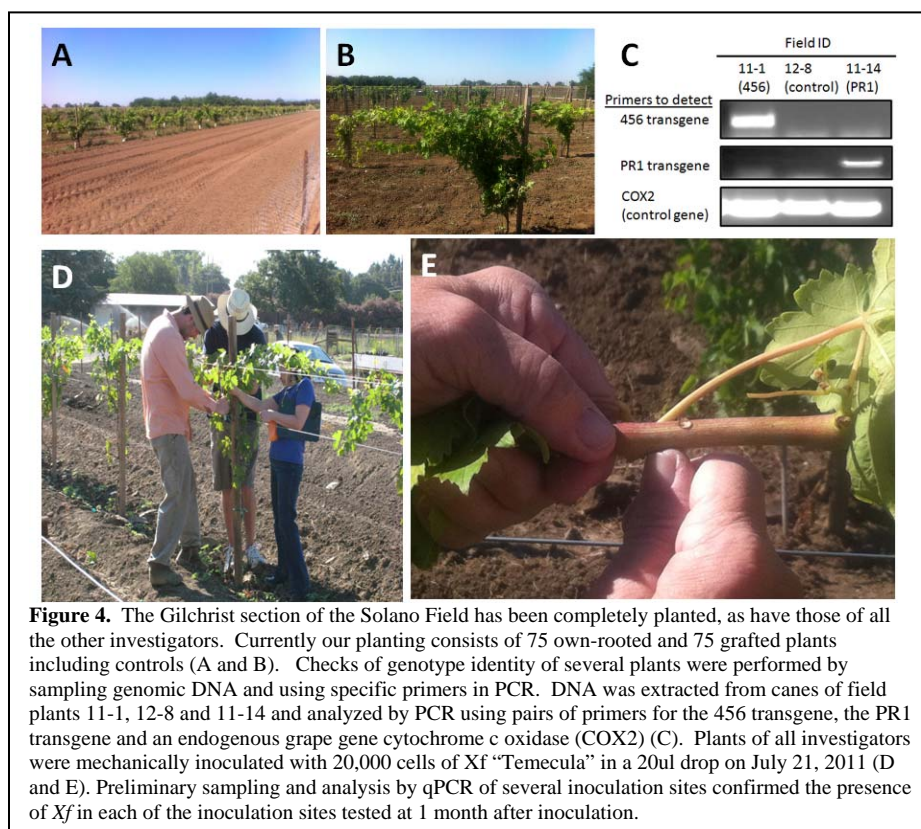 A
B
C
Field ID
11-1 12-8 11-14
(456) (control) (PR1)
Primers to detect
456 transgene
PR1 transgene
COX2
(control gene)
D
E
Figure 4. The Gilchrist section of the Solano Field has been completely planted, as have those of all
the other investigators. Currently our planting consists of 75 own-rooted and 75 grafted plants
including controls (A and B). Checks of genotype identity of several plants were performed by
sampling genomic DNA and using specific primers in PCR. DNA was extracted from canes of field
plants 11-1, 12-8 and 11-14 and analyzed by PCR using pairs of primers for the 456 transgene, the PR1
transgene and an endogenous grape gene cytochrome c oxidase (COX2) (C). Plants of all investigators
were mechanically inoculated with 20,000 cells of Xf “Temecula” in a 20ul drop on July 21, 2011 (D
and E). Preliminary sampling and analysis by qPCR of several inoculation sites confirmed the
presence of Xf in each of the inoculation sites tested at 1 month after inoculation.